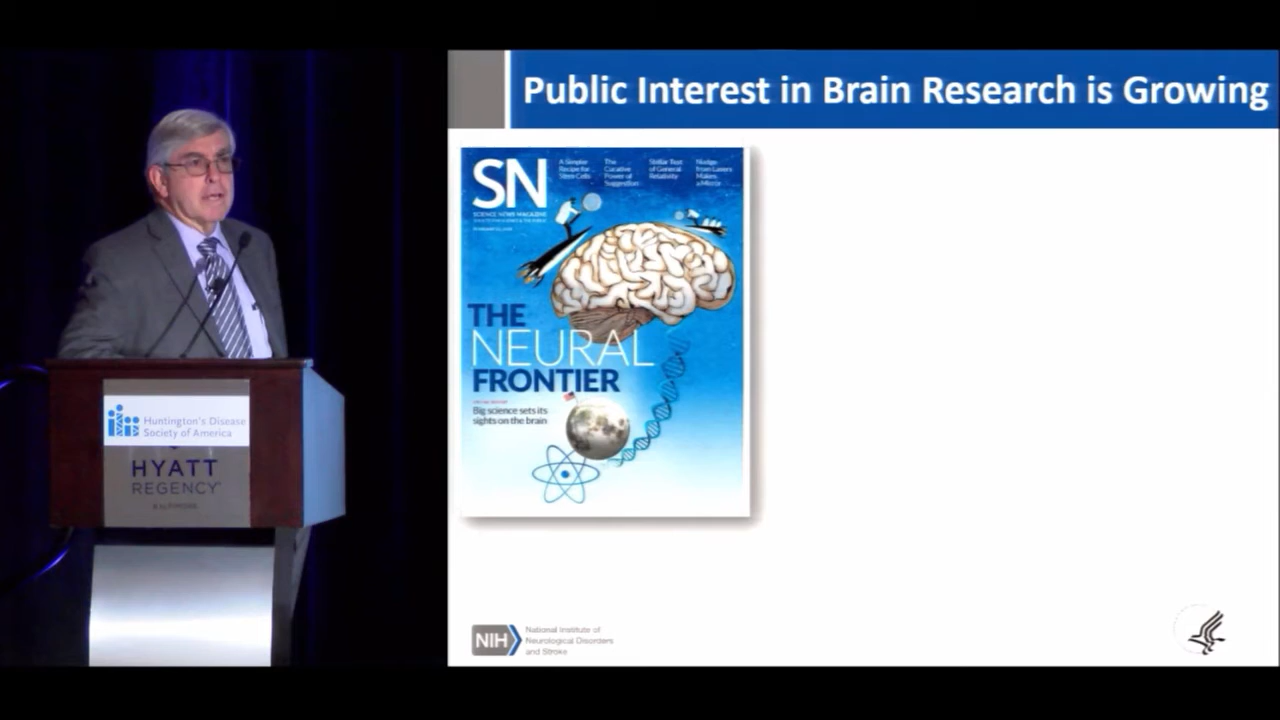 Public Interest in Brain Research is Growing
SN
SCIENCE NEWS MAGAZINE
A Simpler
Recipe for
Stem Cells
The
Curative
Power of
Suggestion
Stellar Test
of General
Relativity
Nudge
from Lasers
Makes
a Mirror
THE
NEURAL
FRONTIER
Big science sets its
sights on the brain
Huntington's Disease
Society of America
HYATT
REGENCY
NIH
National Institute of
Neurological Disorders
and Stroke